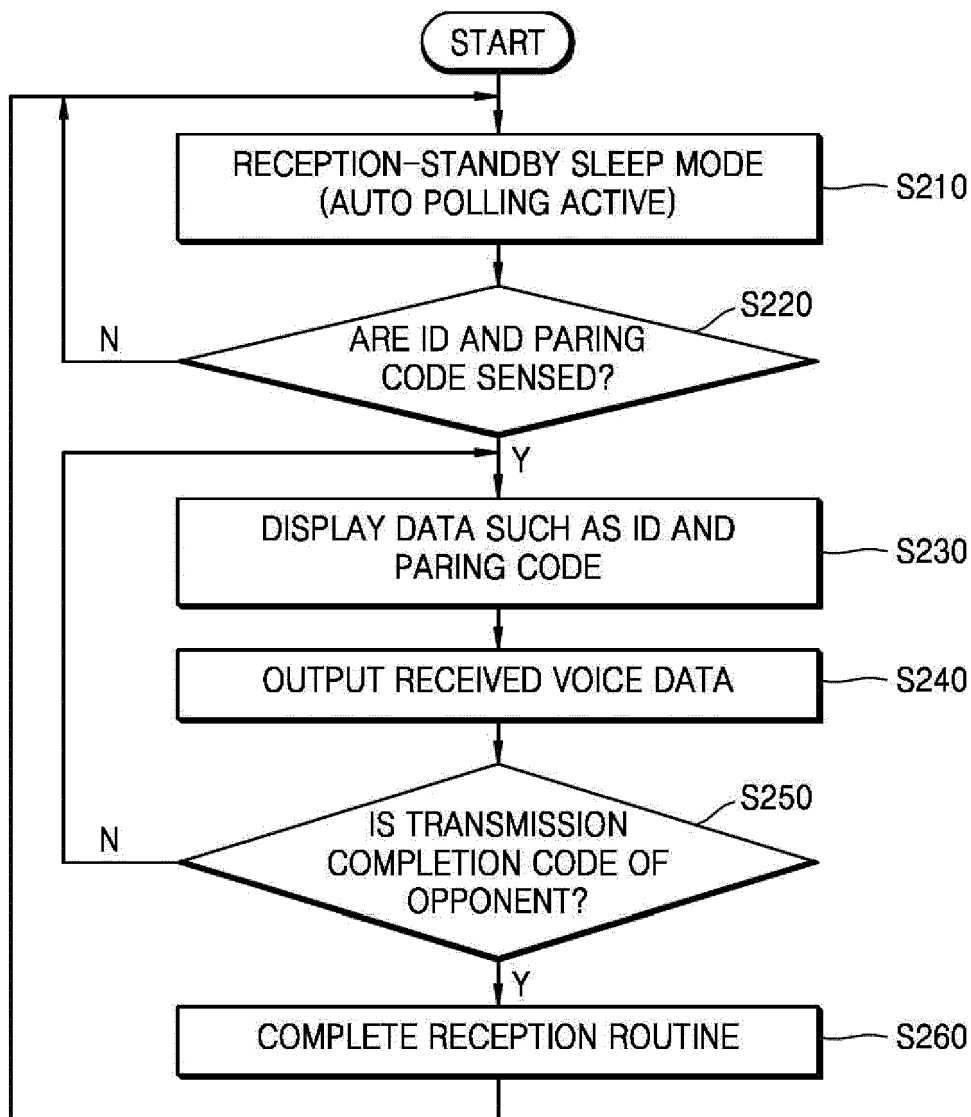 START
RECEPTION-STANDBY SLEEP MODE
(AUTO POLLING ACTIVE)
S210
S220
N
ARE ID AND PARING
CODE SENSED?
Y
DISPLAY DATA SUCH AS ID AND
PARING CODE
S230
OUTPUT RECEIVED VOICE DATA
S240
S250
N
IS TRANSMISSION
COMPLETION CODE OF
OPPONENT?
Y
COMPLETE RECEPTION ROUTINE
S260